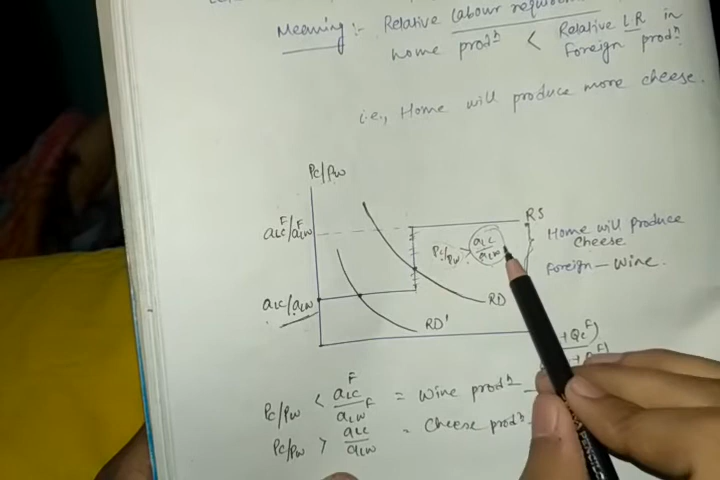 Meaning :- Relative labour
home prodⁿ < Relative LR in Foreign prodⁿ
i.e., Home will produce more cheese.
Pc/Pw
aLC^F/aLW^F
RS
Pc/Pw > aLC/aLW
Home will produce Cheese
Foreign - Wine.
aLC/aLW
RD
RD'
+ Qc^F)
Pc/Pw < aLC^F/aLW^F = Wine prodⁿ
Pc/Pw > aLC/aLW = Cheese prodⁿ